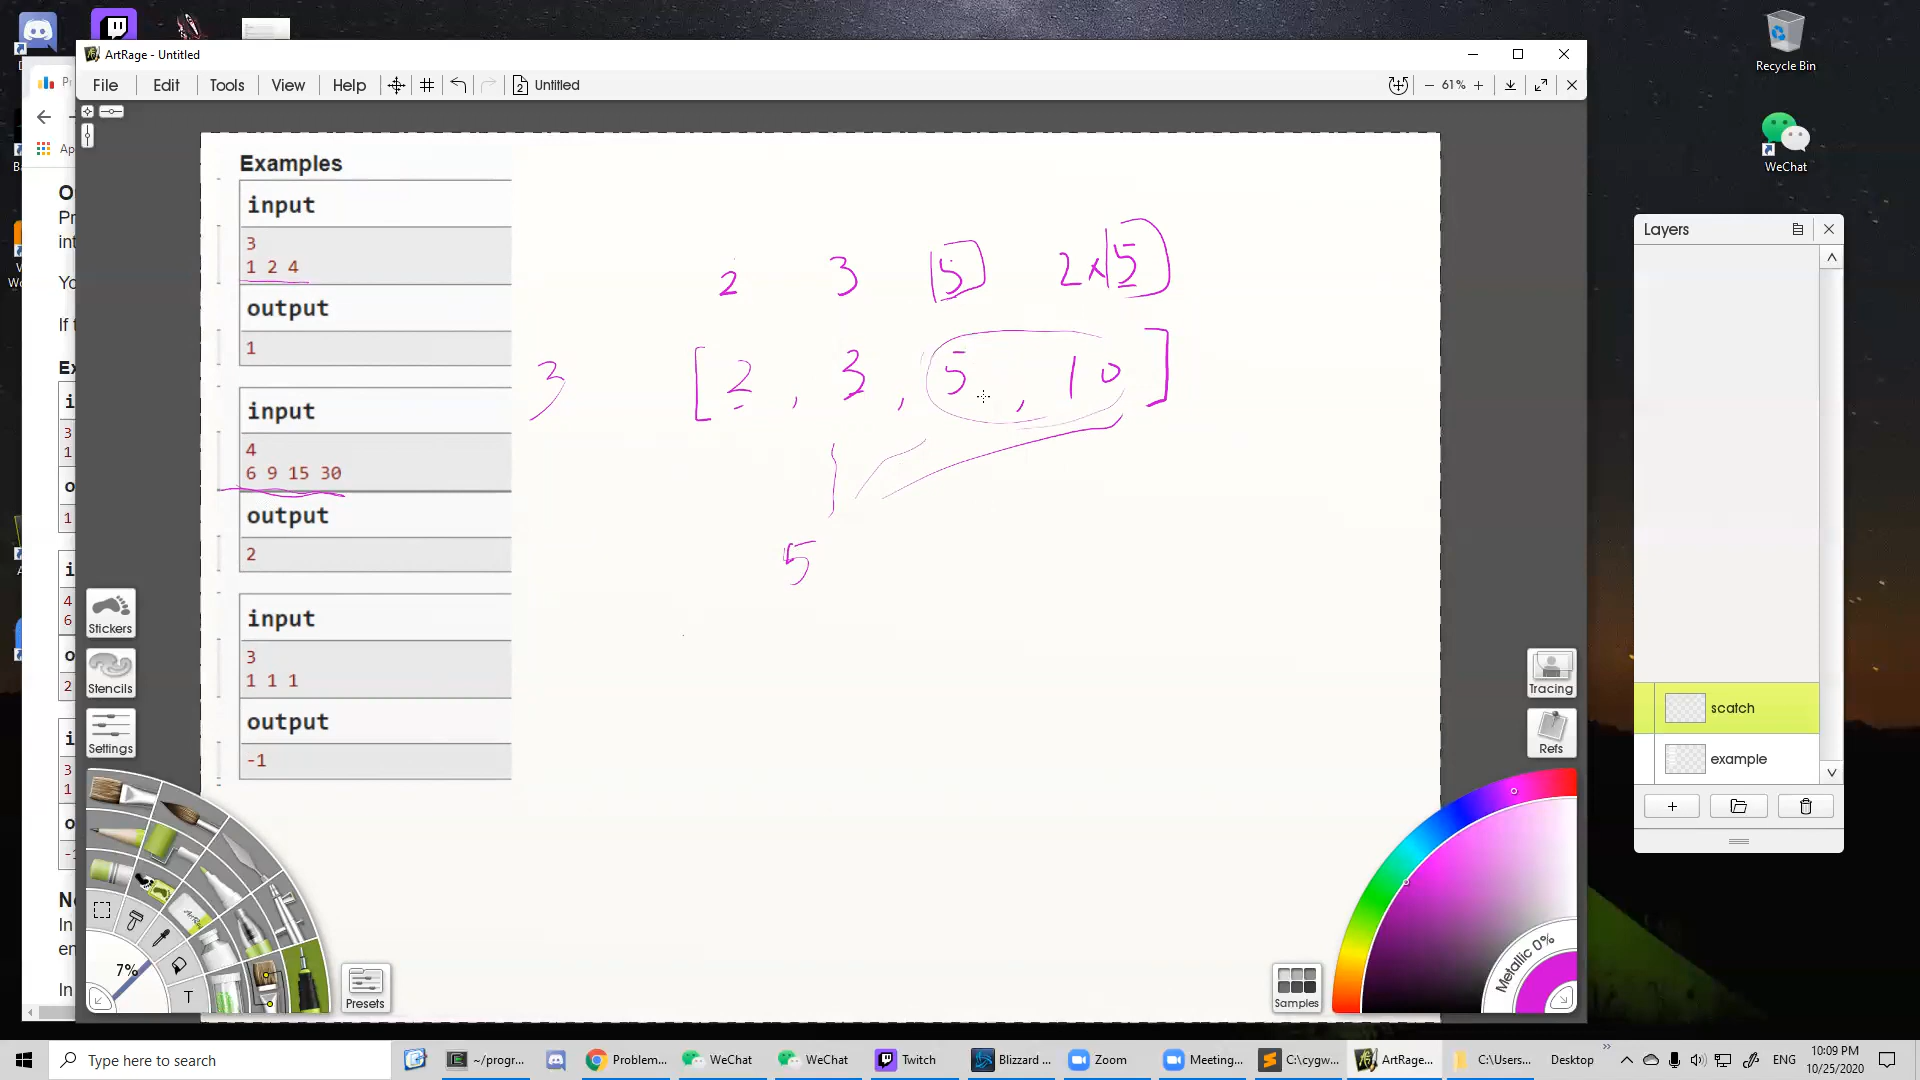 ArtRage - Untitled
File Edit Tools View Help Untitled 61%
Recycle Bin
WeChat
Examples
input
3
1 2 4
output
1
input
4
6 9 15 30
output
2
input
3
1 1 1
output
-1
2 3 5 2×5
3 [2, 3, 5, 10]
5
Layers
scatch
example
Stickers
Stencils
Settings
Tracing
Refs
7%
T
Presets
Samples
Metallic 0%
Type here to search
~/progr...
Problem...
WeChat
WeChat
Twitch
Blizzard ...
Zoom
Meeting...
C:\cygw...
ArtRage...
C:\Users...
Desktop
ENG
10:09 PM
10/25/2020